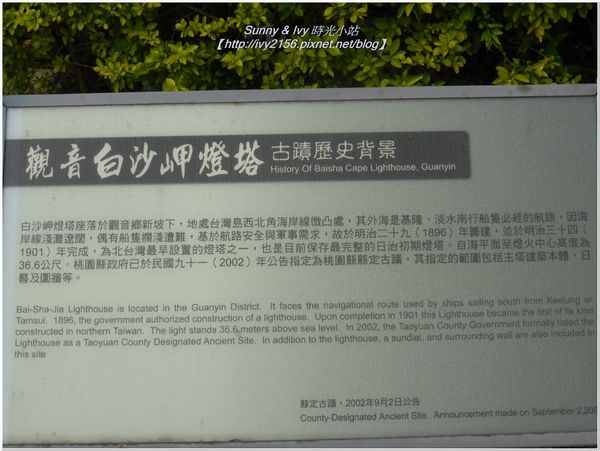 Sunny & Ivy 時光小站
【http://ivy2156.pixnet.net/blog】
觀音白沙岬燈塔 古蹟歷史背景
History Of Baisha Cape Lighthouse, Guanyin
白沙岬燈塔座落於觀音鄉新坡下，地處台灣島西北角海岸線微凸處，其外海是基隆、淡水南行船隻必經的航路，因海
岸線淺灘遼闊，偶有船隻擱淺遭難，基於航路安全與軍事需求，故於明治二十九（1896）年籌建，並於明治三十四（
1901）年完成，為北台灣最早設置的燈塔之一，也是目前保存最完整的日治初期燈塔。自海平面至燈火中心高度為
36.6公尺。桃園縣政府已於民國九十一（2002）年公告指定為桃園縣縣定古蹟，其指定的範圍包括主塔建築本體、日
晷及圍牆等。
Bai-Sha-Jia Lighthouse is located in the Guanyin District. It faces the navigational route used by ships sailing south from Keelung or
Tamsui. 1896, the government authorized construction of a lighthouse. Upon completion in 1901 this Lighthouse became the first of its kind
constructed in northern Taiwan. The light stands 36.6 meters above sea level. In 2002, the Taoyuan County Government formally listed the
Lighthouse as a Taoyuan County Designated Ancient Site. In addition to the lighthouse, a sundial, and surrounding wall are also included in
this site
縣定古蹟，2002年9月2日公告
County-Designated Ancient Site. Announcement made on September 2,200